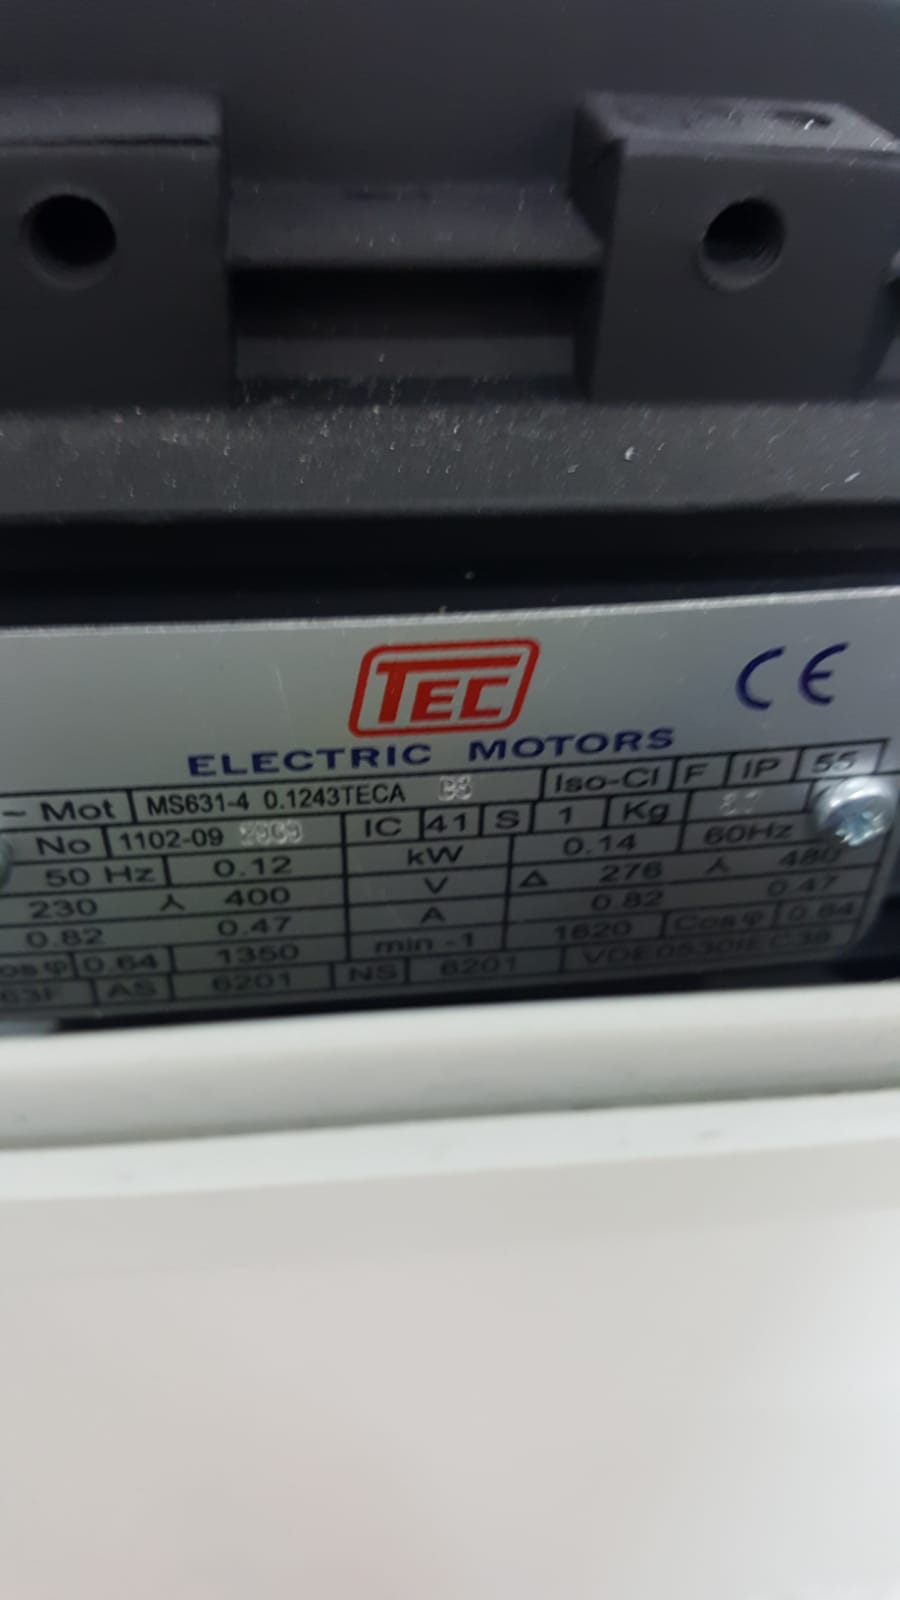 TEC
CE
ELECTRIC MOTORS
~ Mot MS631-4 0.1243TECA Iso-Cl F IP 55
No 1102-09 IC 41 S 1 Kg
50 Hz 0.12 kW 0.14 60Hz
230 人 400 V Δ 276 人 480
0.82 0.47 A 0.82 0.47
os φ 0.64 1350 min -1 1620 Cos φ 0.64
63F AS 6201 NS 6201 VDE0530IEC38